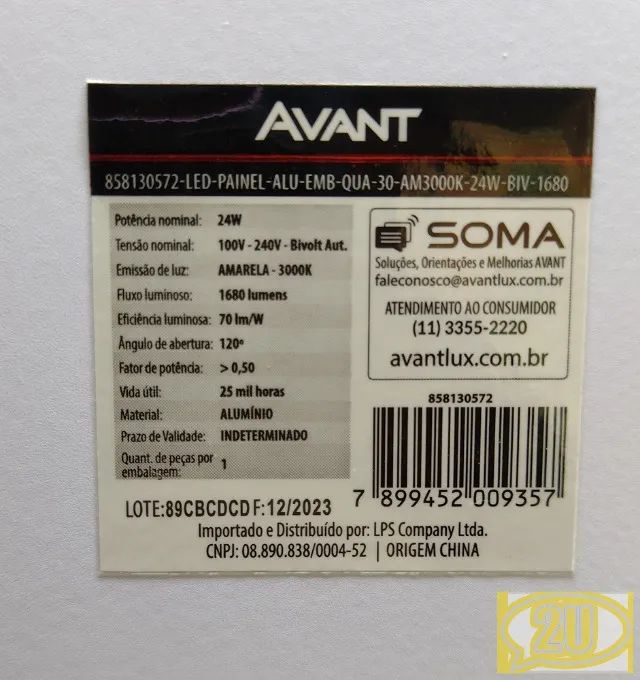 AVANT
858130572-LED-PAINEL-ALU-EMB-QUA-30-AM3000K-24W-BIV-1680
Potência nominal: 24W
Tensão nominal: 100V - 240V - Bivolt Aut.
Emissão de luz: AMARELA - 3000K
Fluxo luminoso: 1680 lumens
Eficiência luminosa: 70 lm/W
Ângulo de abertura: 120º
Fator de potência: > 0,50
Vida útil: 25 mil horas
Material: ALUMÍNIO
Prazo de Validade: INDETERMINADO
Quant. de peças por
embalagem: 1
SOMA
Soluções, Orientações e Melhorias AVANT
faleconosco@avantlux.com.br
ATENDIMENTO AO CONSUMIDOR
(11) 3355-2220
avantlux.com.br
858130572
7 899452 009357
LOTE:89CBCDCD F:12/2023
Importado e Distribuído por: LPS Company Ltda.
CNPJ: 08.890.838/0004-52 | ORIGEM CHINA
2U